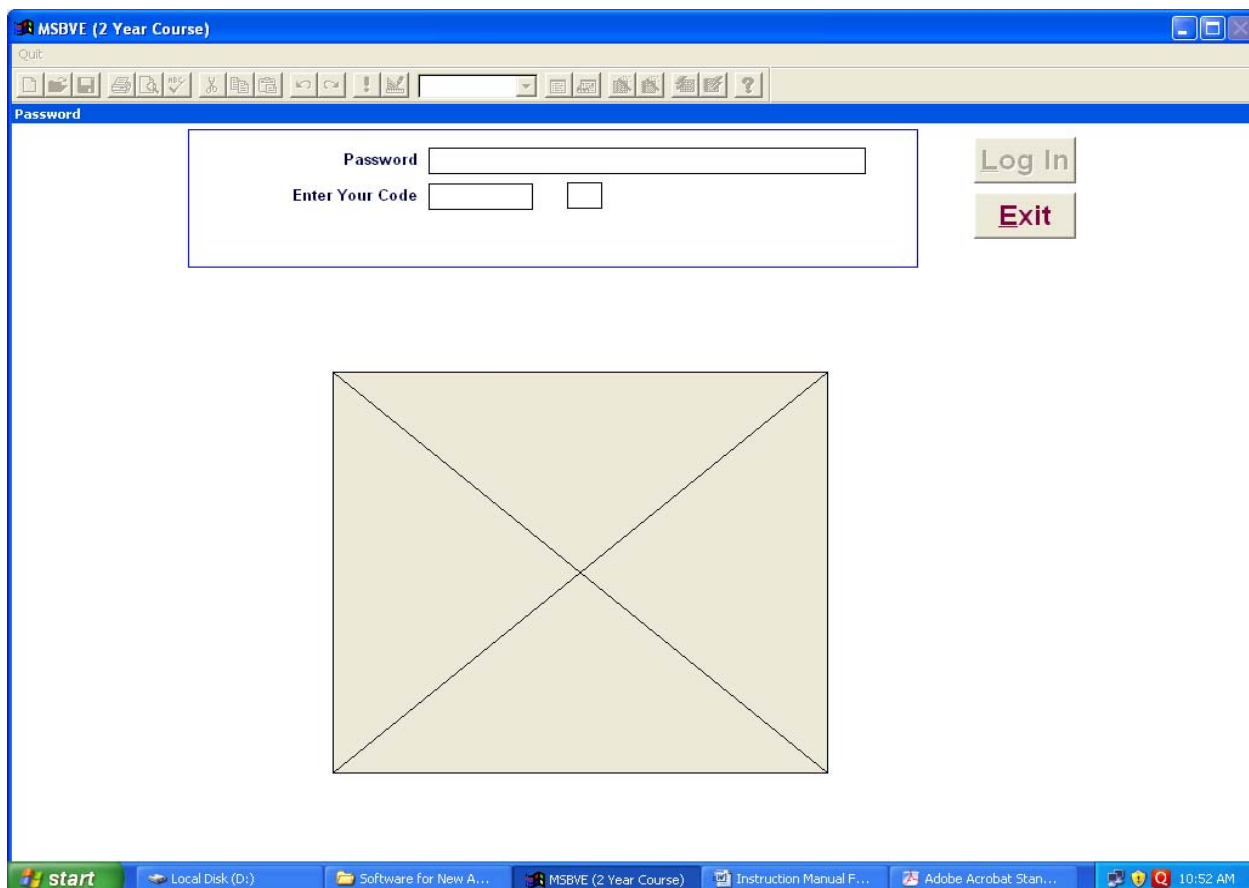 MSBVE (2 Year Course)
Quit
Password
Password
Log In
Enter Your Code
Exit
start
Local Disk (D:)
Software for New A...
MSBVE (2 Year Course)
Instruction Manual F...
Adobe Acrobat Stan...
10:52 AM